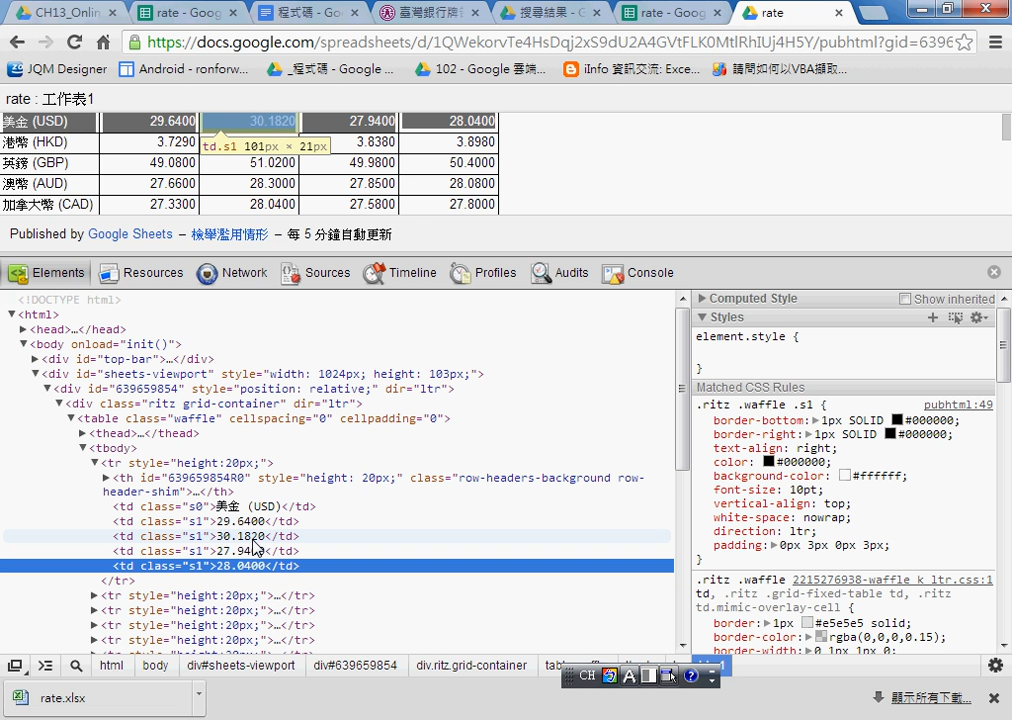 CH13_Onlin
rate - Goog
程式碼 - Goo
臺灣銀行牌告
搜尋結果 - G
rate - Goog
rate
https://docs.google.com/spreadsheets/d/1QWekorvTe4HsDqj2xS9dU2A4GVtFLK0MtlRhIUj4H5Y/pubhtml?gid=6396
JQM Designer
Android - ronforw...
_程式碼 - Google ...
102 - Google 雲端...
iInfo 資訊交流: Exce...
請問如何以VBA擷取...
rate : 工作表1
美金 (USD) 29.6400 30.1820 27.9400 28.0400
港幣 (HKD) 3.7290 3.8380 3.8980
td.s1 101px × 21px
英鎊 (GBP) 49.0800 51.0200 49.9800 50.4000
澳幣 (AUD) 27.6600 28.3000 27.8500 28.0800
加拿大幣 (CAD) 27.3300 28.0400 27.5800 27.8000
Published by Google Sheets – 檢舉濫用情形 – 每 5 分鐘自動更新
Elements Resources Network Sources Timeline Profiles Audits Console
<!DOCTYPE html>
▼<html>
▶<head>…</head>
▼<body onload="init()">
▶<div id="top-bar">…</div>
▼<div id="sheets-viewport" style="width: 1024px; height: 103px;">
▼<div id="639659854" style="position: relative;" dir="ltr">
▼<div class="ritz grid-container" dir="ltr">
▼<table class="waffle" cellspacing="0" cellpadding="0">
▶<thead>…</thead>
▼<tbody>
▼<tr style="height:20px;">
▶<th id="639659854R0" style="height: 20px;" class="row-headers-background row-
header-shim">…</th>
<td class="s0">美金 (USD)</td>
<td class="s1">29.6400</td>
<td class="s1">30.1820</td>
<td class="s1">27.9400</td>
<td class="s1">28.0400</td>
</tr>
▶<tr style="height:20px;">…</tr>
▶<tr style="height:20px;">…</tr>
▶<tr style="height:20px;">…</tr>
▶<tr style="height:20px;">…</tr>
▶ Computed Style Show inherited
▼ Styles
element.style {
}
Matched CSS Rules
.ritz .waffle .s1 { pubhtml:49
border-bottom:▶1px SOLID #000000;
border-right:▶1px SOLID #000000;
text-align: right;
color: #000000;
background-color: #ffffff;
font-size: 10pt;
vertical-align: top;
white-space: nowrap;
direction: ltr;
padding:▶0px 3px 0px 3px;
}
.ritz .waffle 2215276938-waffle_k_ltr.css:1
td, .ritz .grid-fixed-table td, .ritz
td.mimic-overlay-cell {
border:▶1px #e5e5e5 solid;
border-color:▶rgba(0,0,0,0.15);
border-width:▶0 1px 1px 0;
html body div#sheets-viewport div#639659854 div.ritz.grid-container
CH
rate.xlsx
顯示所有下載...